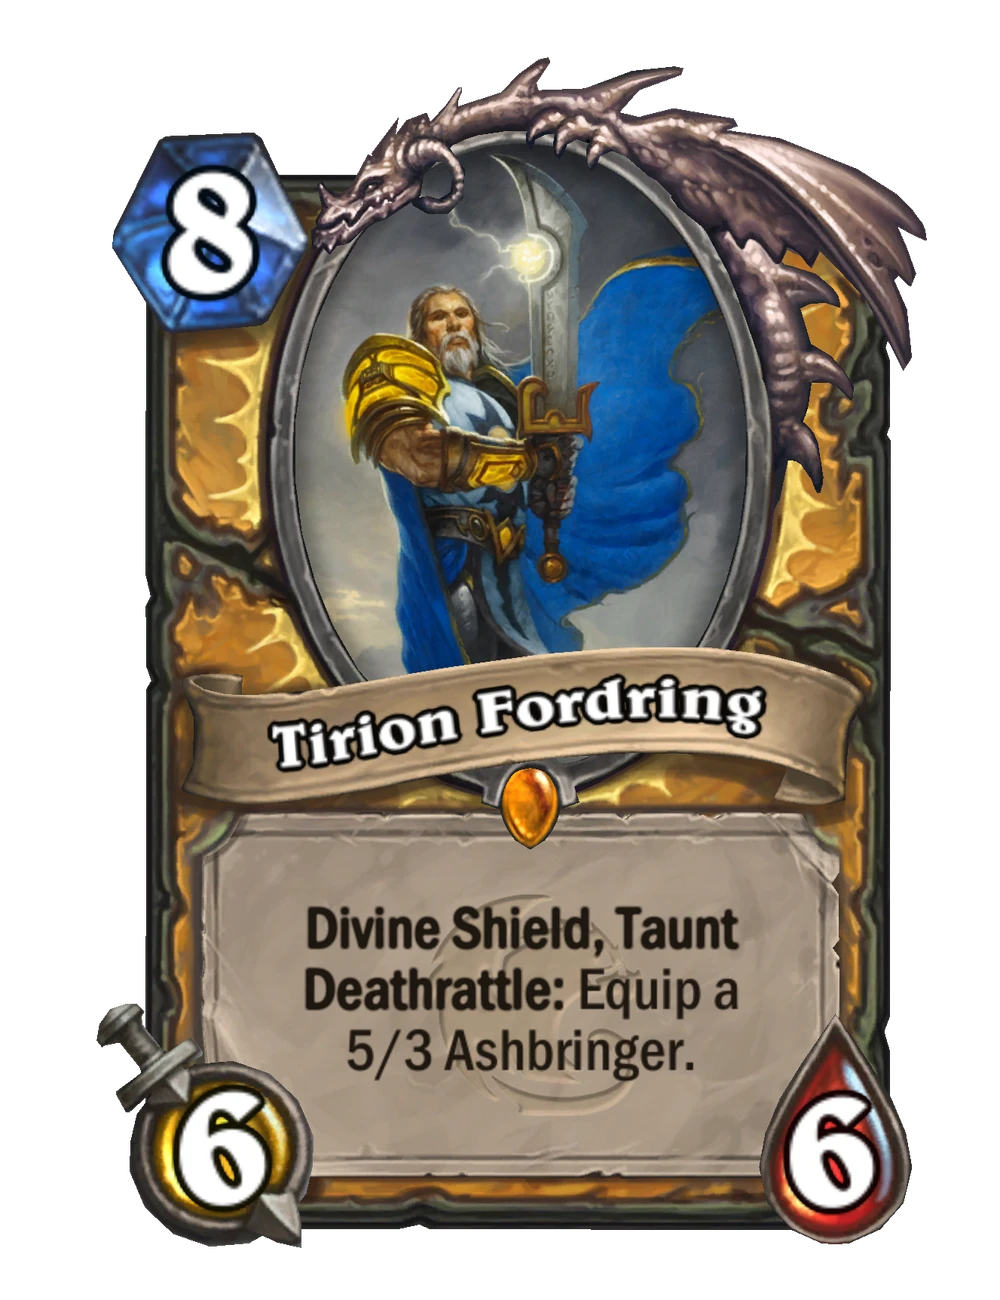 8
Tirion Fordring
Divine Shield, Taunt
Deathrattle: Equip a
5/3 Ashbringer.
6
6